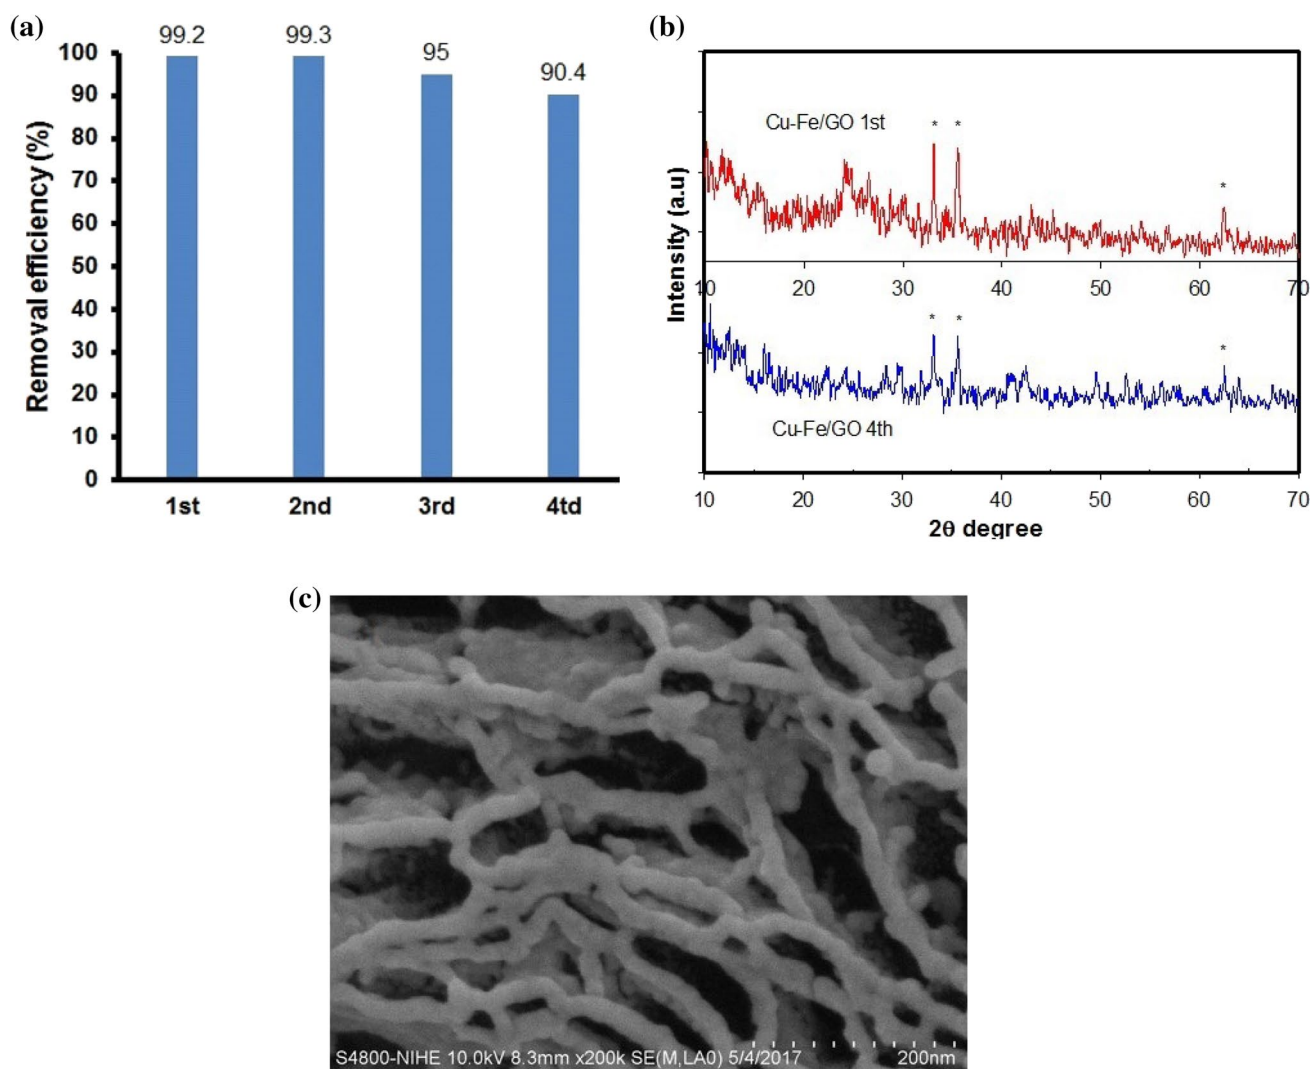 (a)
99.2 99.3 95 90.4
100
90
80
70
60
50
40
30
20
10
0
Removal efficiency (%)
1st 2nd 3rd 4td
(b)
Intensity (a.u)
Cu-Fe/GO 1st
* * *
10 20 30 40 50 60 70
* * *
Cu-Fe/GO 4th
10 20 30 40 50 60 70
2θ degree
(c)
S4800-NIHE 10.0kV 8.3mm x200k SE(M,LA0) 5/4/2017 200nm